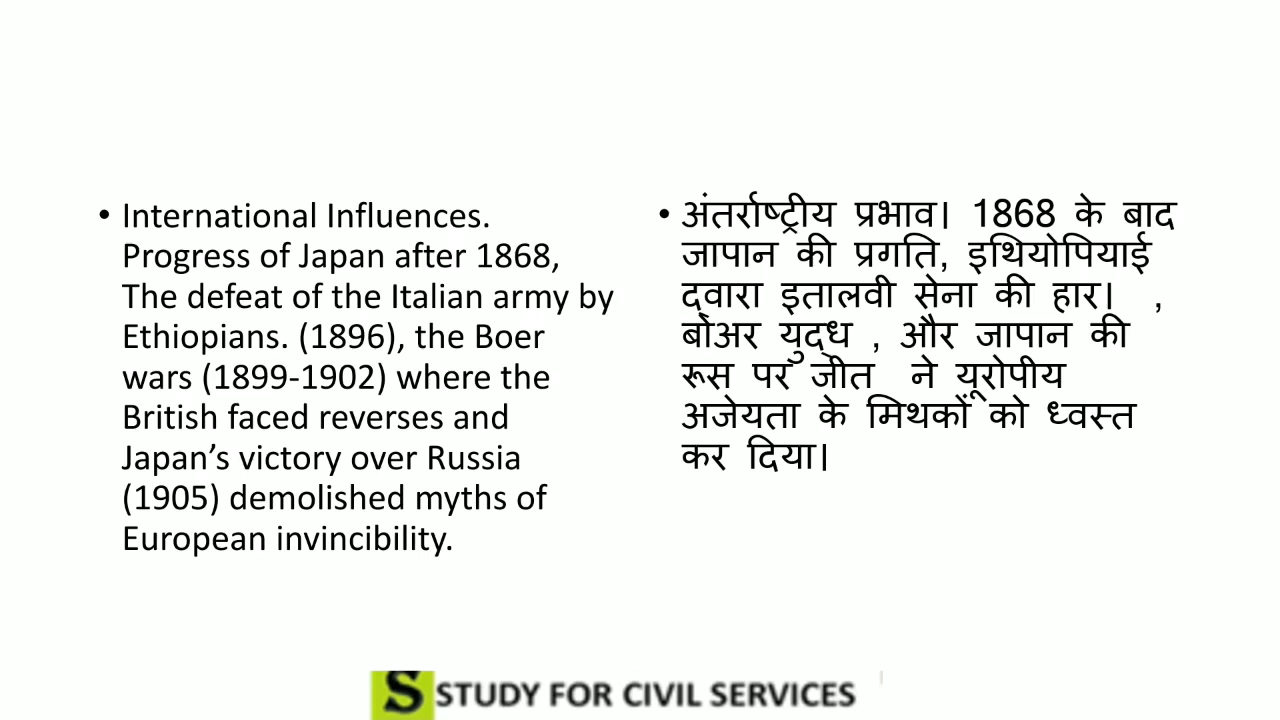 • International Influences.
Progress of Japan after 1868,
The defeat of the Italian army by
Ethiopians. (1896), the Boer
wars (1899-1902) where the
British faced reverses and
Japan’s victory over Russia
(1905) demolished myths of
European invincibility.
• अंतर्राष्ट्रीय प्रभाव। 1868 के बाद
जापान की प्रगति, इथियोपियाई
द्वारा इतालवी सेना की हार। ,
बोअर युद्ध , और जापान की
रूस पर जीत ने यूरोपीय
अजेयता के मिथकों को ध्वस्त
कर दिया।
S STUDY FOR CIVIL SERVICES